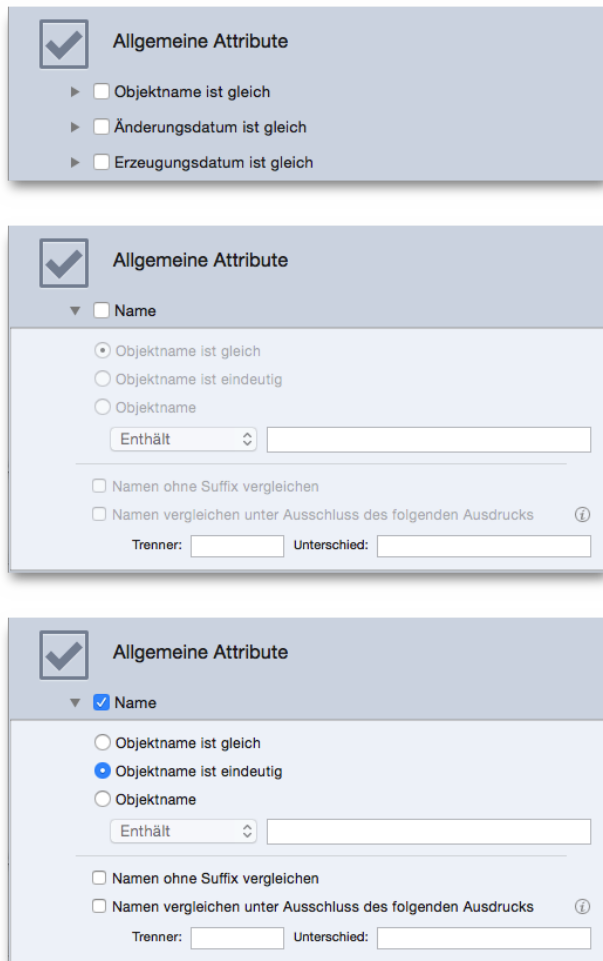 Allgemeine Attribute
Objektname ist gleich
Änderungsdatum ist gleich
Erzeugungsdatum ist gleich
Allgemeine Attribute
Name
Objektname ist gleich
Objektname ist eindeutig
Objektname
Enthält
Namen ohne Suffix vergleichen
Namen vergleichen unter Ausschluss des folgenden Ausdrucks
Trenner: Unterschied:
Allgemeine Attribute
Name
Objektname ist gleich
Objektname ist eindeutig
Objektname
Enthält
Namen ohne Suffix vergleichen
Namen vergleichen unter Ausschluss des folgenden Ausdrucks
Trenner: Unterschied: